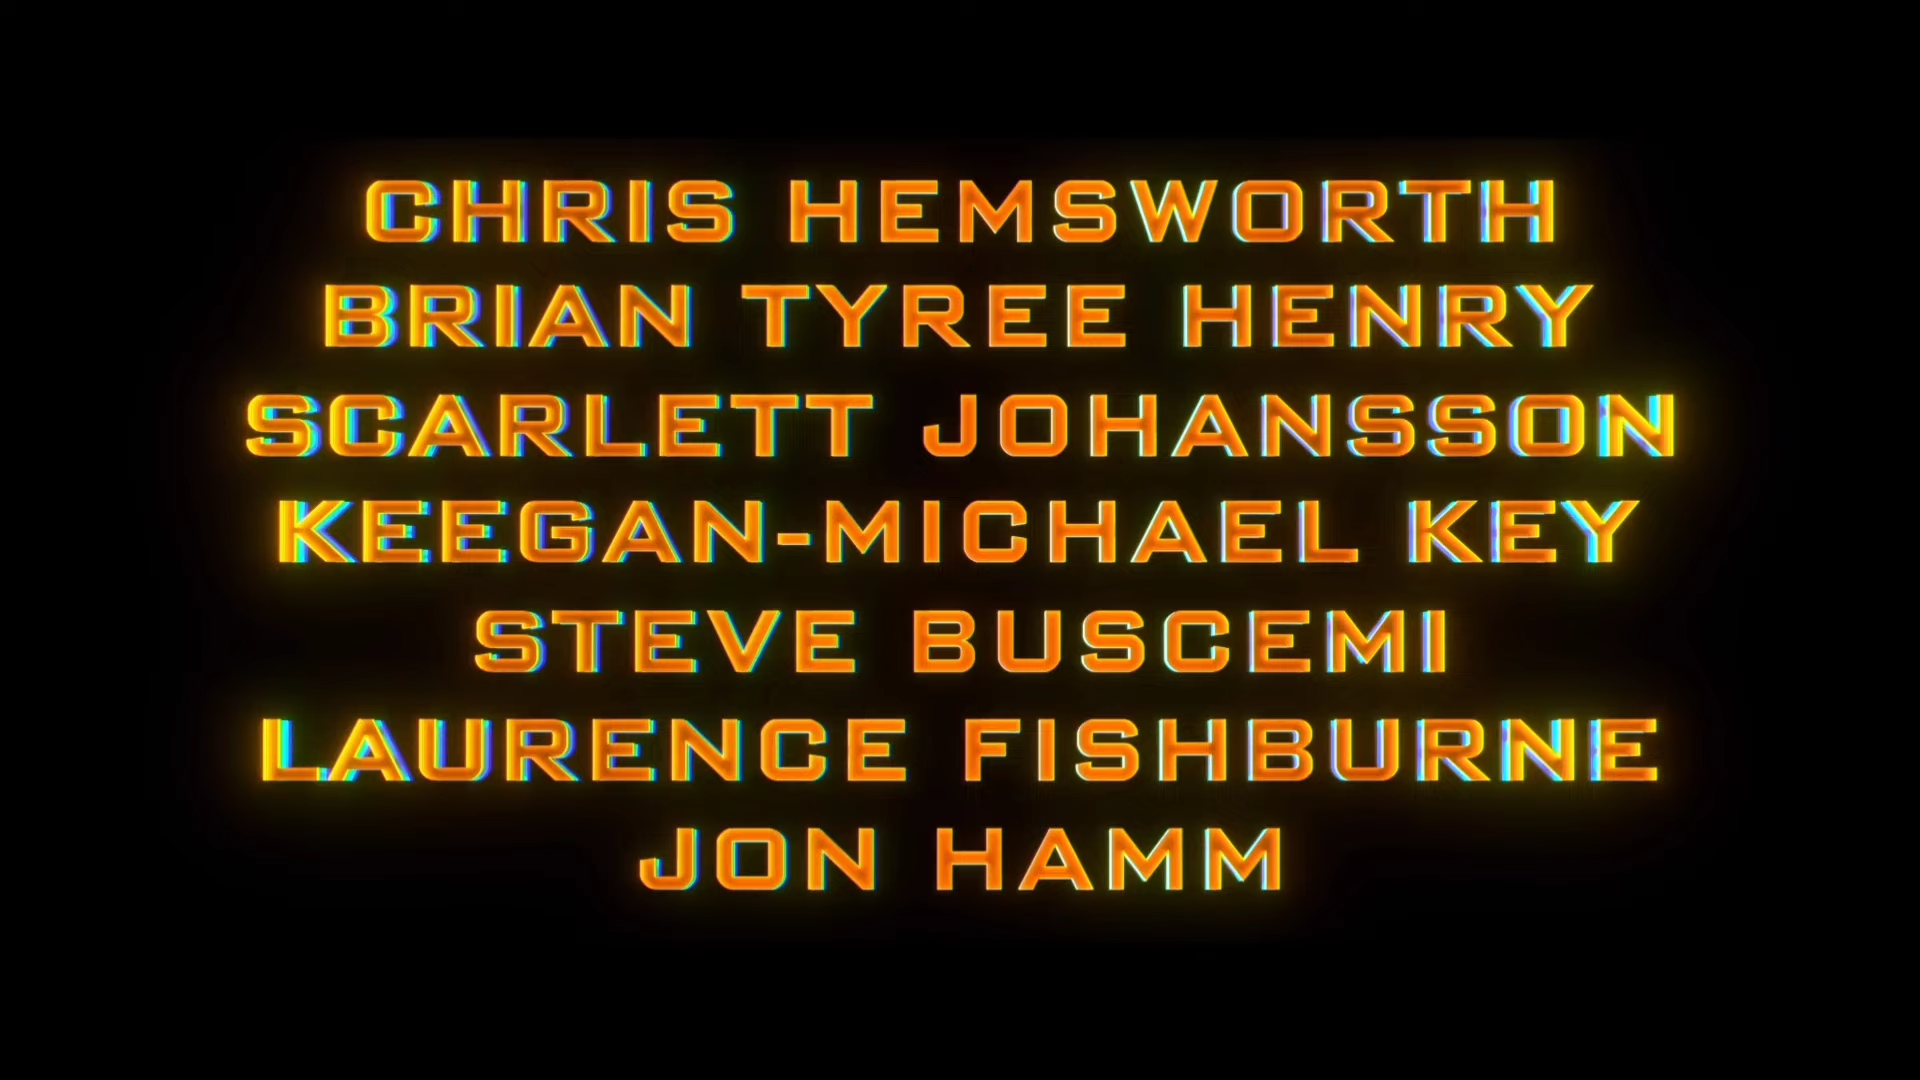 CHRIS HEMSWORTH
BRIAN TYREE HENRY
SCARLETT JOHANSSON
KEEGAN-MICHAEL KEY
STEVE BUSCEMI
LAURENCE FISHBURNE
JON HAMM